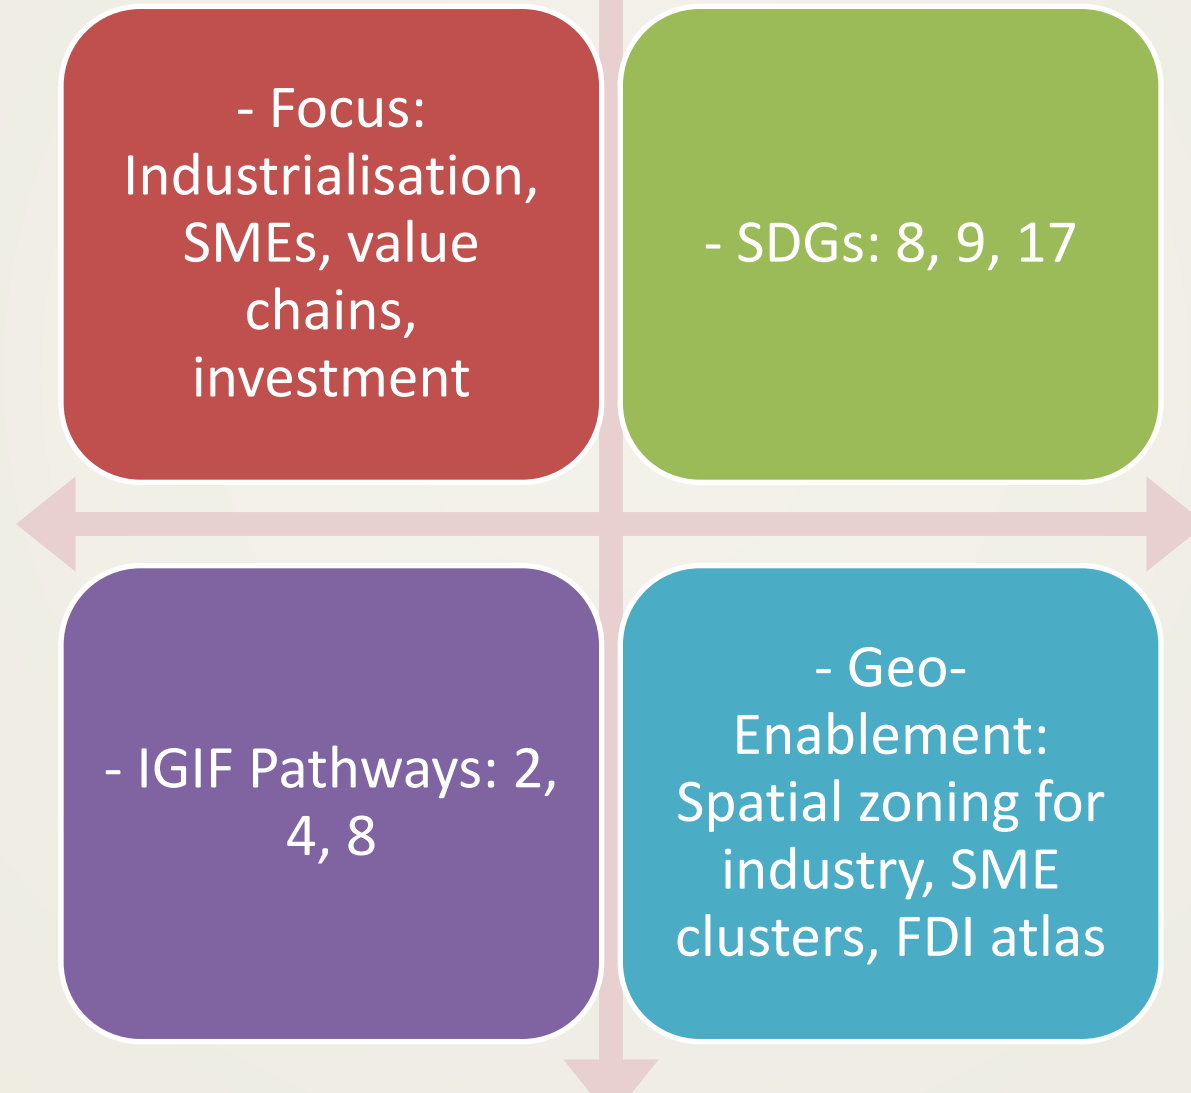 - Focus:
Industrialisation,
SMEs, value
chains,
investment
- SDGs: 8, 9, 17
- IGIF Pathways: 2,
4, 8
- Geo-
Enablement:
Spatial zoning for
industry, SME
clusters, FDI atlas